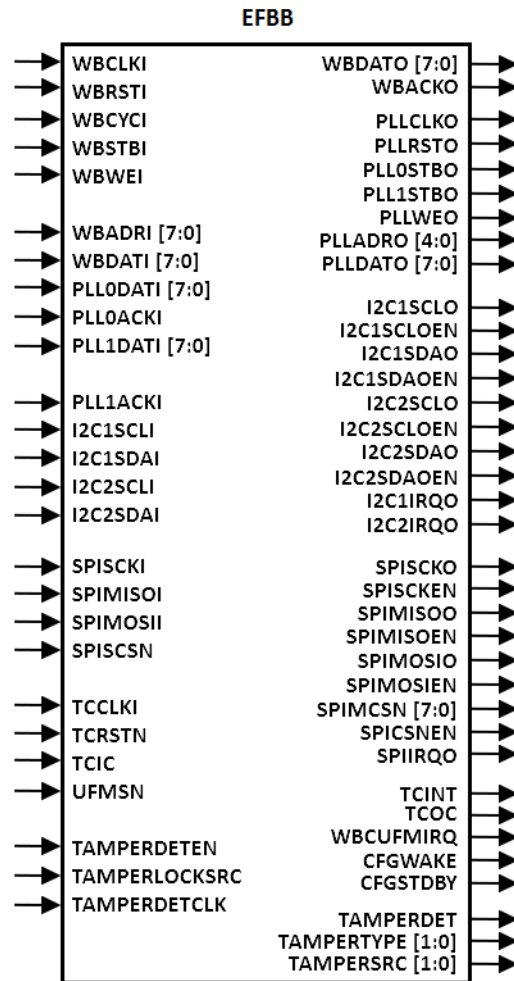 EFBB
WBCLKI
WBRSTI
WBCYCI
WBSTBI
WBWEI
WBADRI [7:0]
WBDATI [7:0]
PLL0DATI [7:0]
PLL0ACKI
PLL1DATI [7:0]
PLL1ACKI
I2C1SCLI
I2C1SDAI
I2C2SCLI
I2C2SDAI
SPISCKI
SPIMISOI
SPIMOSII
SPISCSN
TCCLKI
TCRSTN
TCIC
UFMSN
TAMPERDETEN
TAMPERLOCKSRC
TAMPERDETCLK
WBDATO [7:0]
WBACKO
PLLCLKO
PLLRSTO
PLL0STBO
PLL1STBO
PLLWEO
PLLADRO [4:0]
PLLDATO [7:0]
I2C1SCLO
I2C1SCLOEN
I2C1SDAO
I2C1SDAOEN
I2C2SCLO
I2C2SCLOEN
I2C2SDAO
I2C2SDAOEN
I2C1IRQO
I2C2IRQO
SPISCKO
SPISCKEN
SPIMISOO
SPIMISOEN
SPIMOSIO
SPIMOSIEN
SPIMCSN [7:0]
SPICSNEN
SPIIRQO
TCINT
TCOC
WBCUFMIRQ
CFGWAKE
CFGSTDBY
TAMPERDET
TAMPERTYPE [1:0]
TAMPERSRC [1:0]